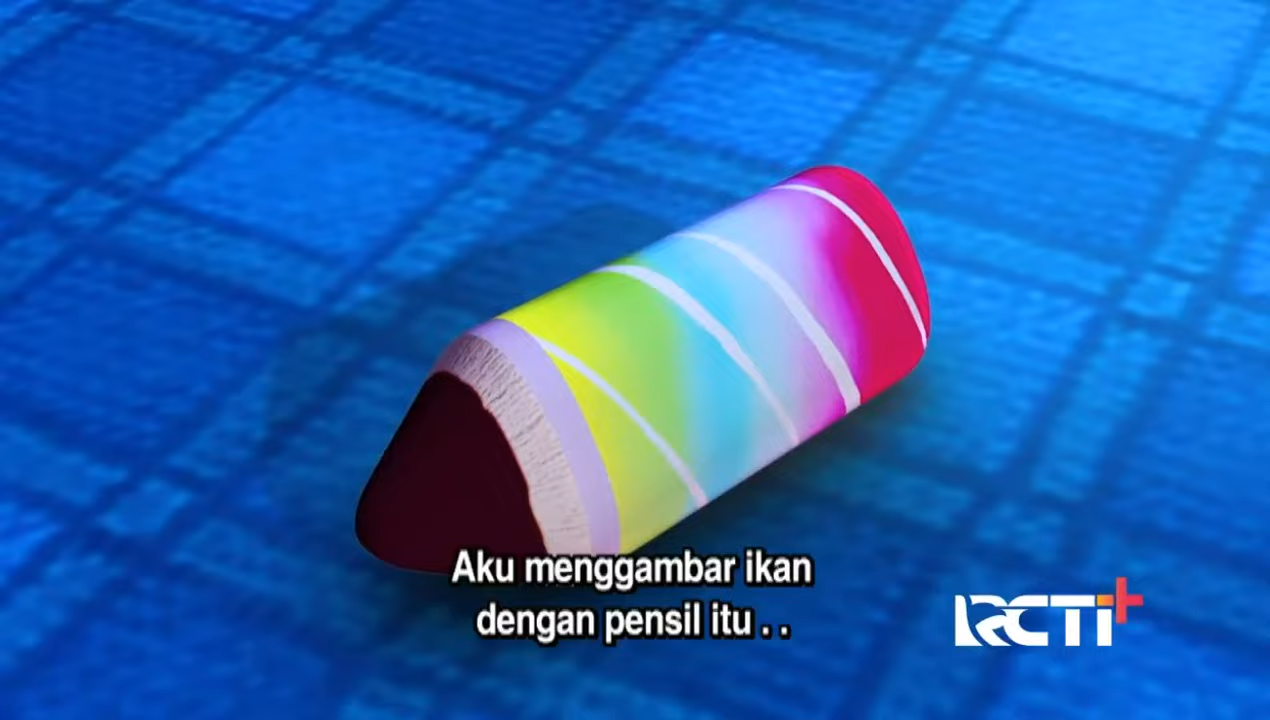 Aku menggambar ikan
dengan pensil itu . .
RCTI+